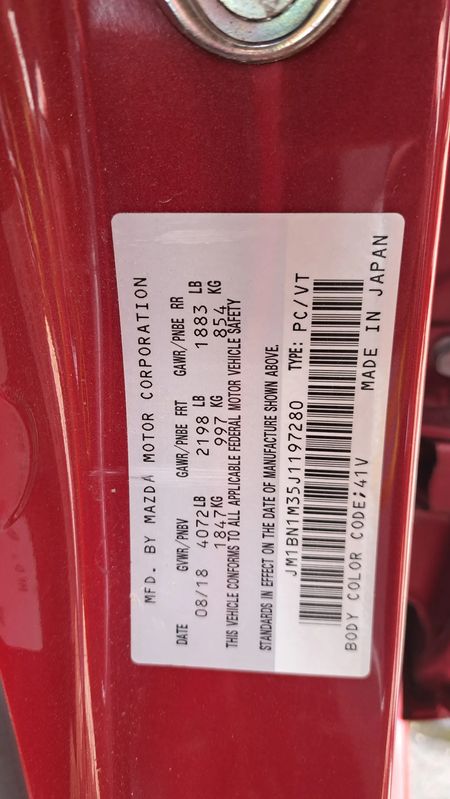 MFD. BY MAZDA MOTOR CORPORATION
DATE GVWR/PNBV GAWR/PNBE FRT GAWR/PNBE RR
08/18 4072LB 2198 LB 1883 LB
1847KG 997 KG 854 KG
THIS VEHICLE CONFORMS TO ALL APPLICABLE FEDERAL MOTOR VEHICLE SAFETY
STANDARDS IN EFFECT ON THE DATE OF MANUFACTURE SHOWN ABOVE.
JM1BN1M35J1197280 TYPE: PC/VT
BODY COLOR CODE;41V MADE IN JAPAN